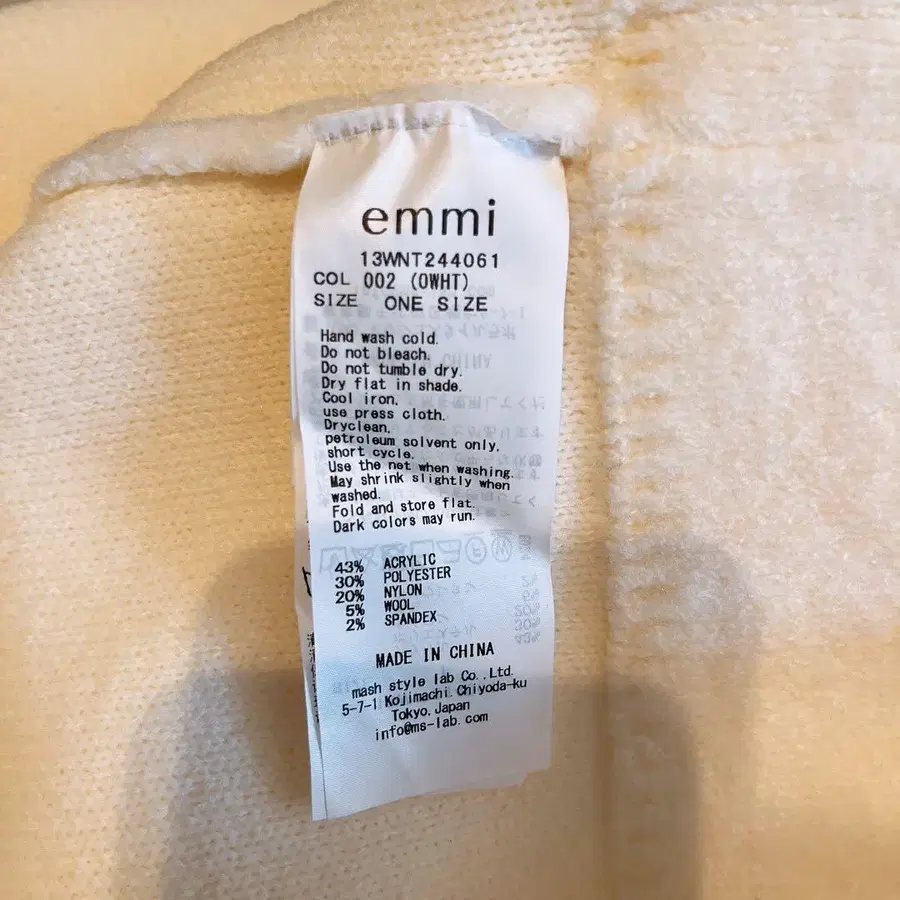 emmi
13WNT244061
COL 002 (OWHT)
SIZE ONE SIZE
Hand wash cold.
Do not bleach.
Do not tumble dry.
Dry flat in shade.
Cool iron.
use press cloth.
Dryclean,
petroleum solvent only,
short cycle.
Use the net when washing.
May shrink slightly when
washed.
Fold and store flat.
Dark colors may run.
43% ACRYLIC
30% POLYESTER
20% NYLON
5% WOOL
2% SPANDEX
MADE IN CHINA
mash style lab Co.,Ltd.
5-7-1 Kojimachi Chiyoda-ku
Tokyo, Japan
info@ms-lab.com